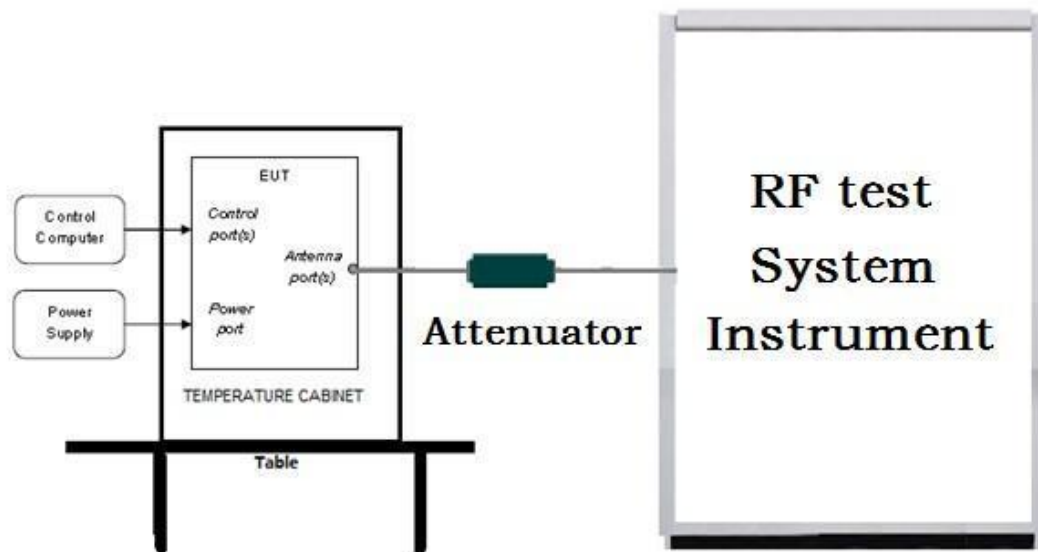 EUT
Control
Computer
Control
port(s)
Antenna
port(s)
Power
Supply
Power
port
TEMPERATURE CABINET
Table
Attenuator
RF test
System
Instrument